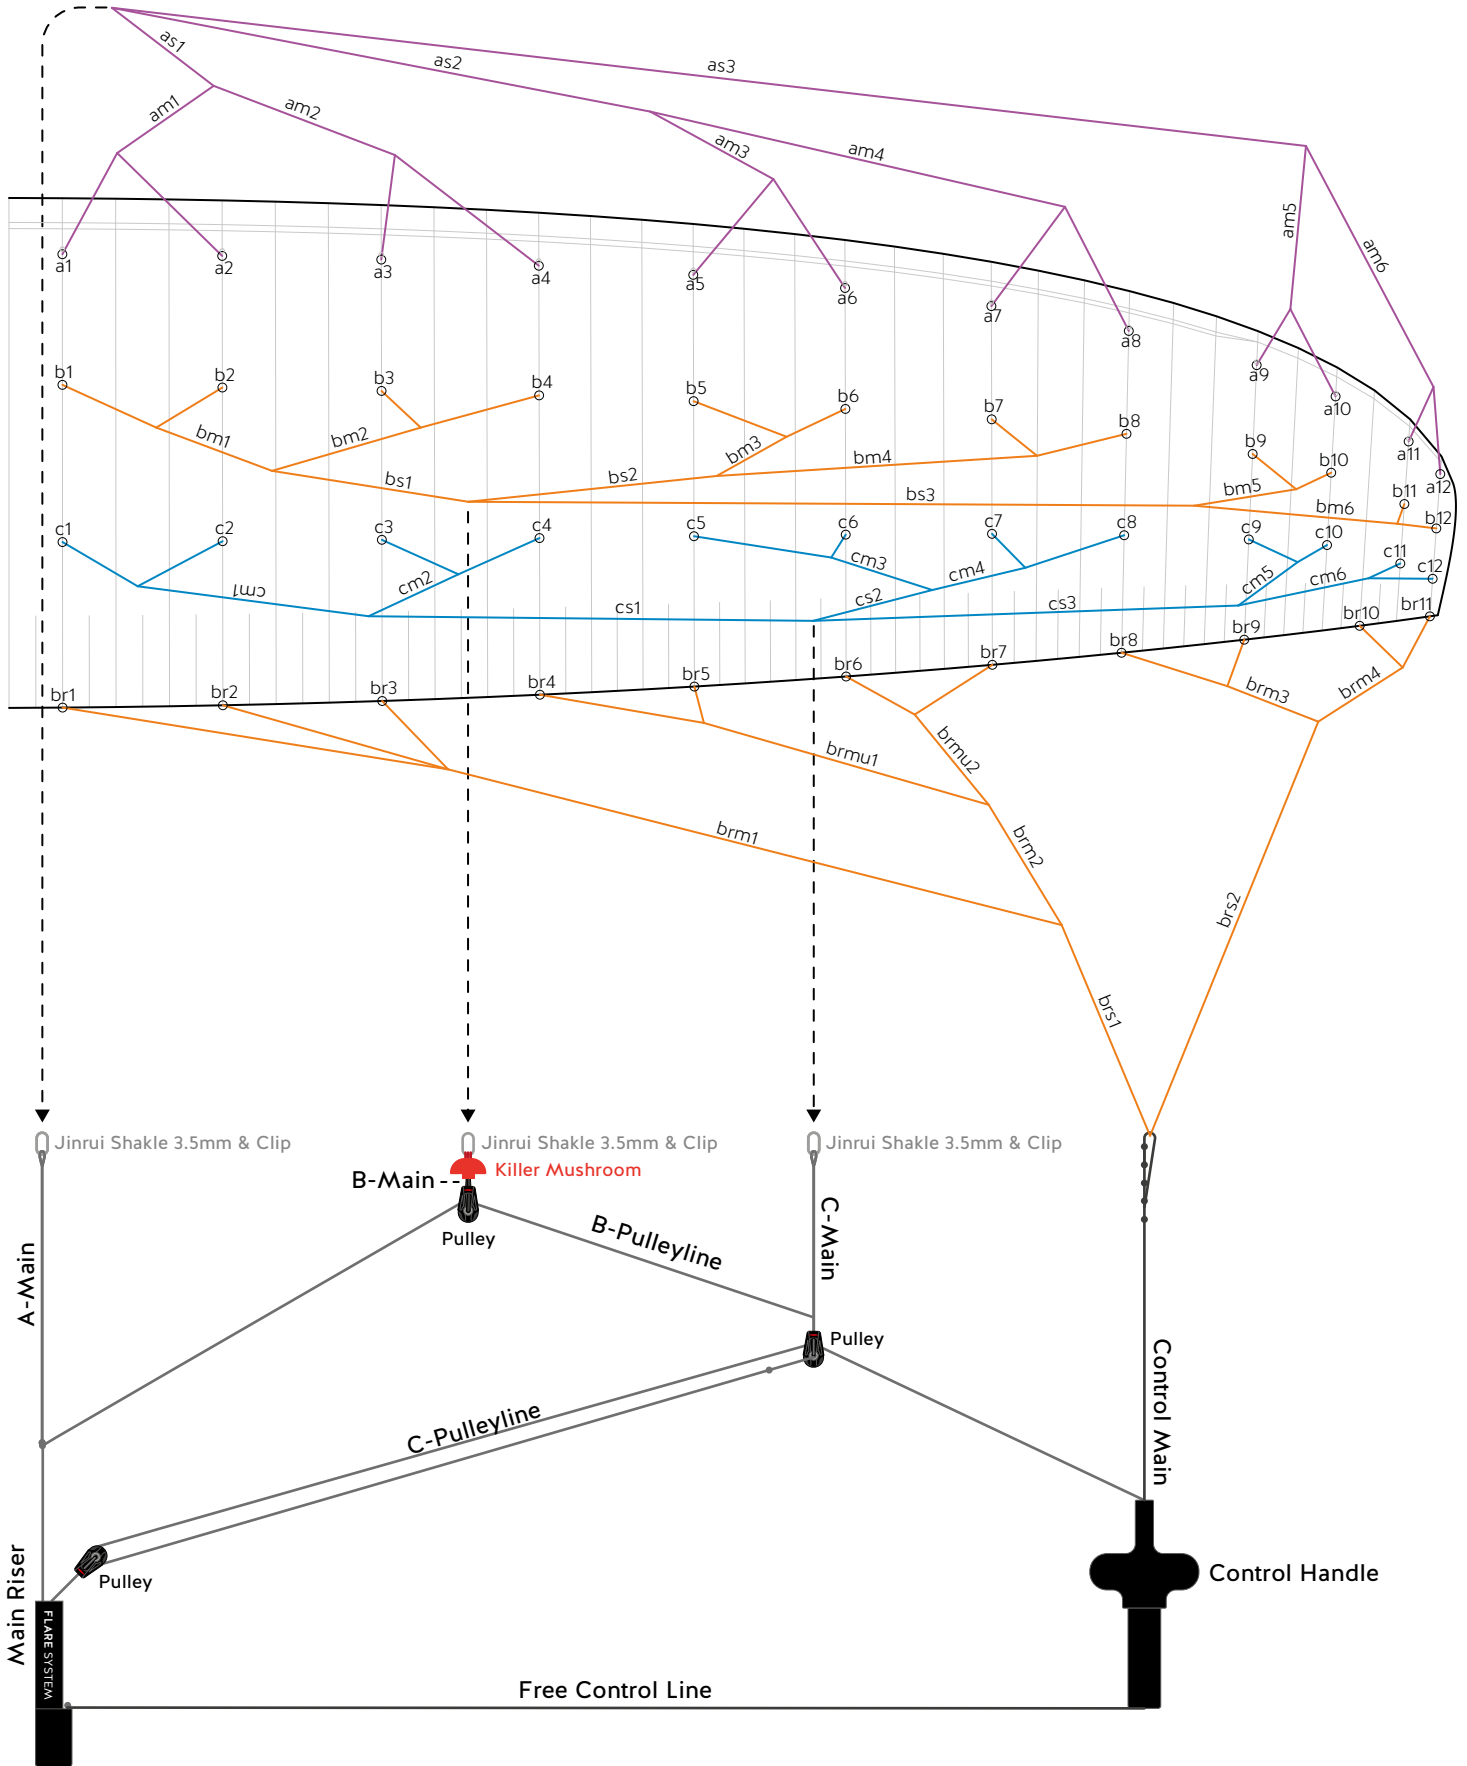 as1
as2
as3
am1
am2
am3
am4
am5
am6
a1
a2
a3
a4
a5
a6
a7
a8
a9
a10
a11
a12
b1
b2
b3
b4
b5
b6
b7
b8
b9
b10
b11
b12
bm1
bm2
bm3
bm4
bm5
bm6
bs1
bs2
bs3
c1
c2
c3
c4
c5
c6
c7
c8
c9
c10
c11
c12
cm1
cm2
cm3
cm4
cm5
cm6
cs1
cs2
cs3
br1
br2
br3
br4
br5
br6
br7
br8
br9
br10
br11
brmu1
brmu2
brm1
brm2
brm3
brm4
brs1
brs2
Jinrui Shakle 3.5mm & Clip
Jinrui Shakle 3.5mm & Clip
Jinrui Shakle 3.5mm & Clip
Killer Mushroom
B-Main
Pulley
A-Main
B-Pulleyline
C-Main
Pulley
C-Pulleyline
Control Main
Pulley
Main Riser
FLARE SYSTEM
Control Handle
Free Control Line